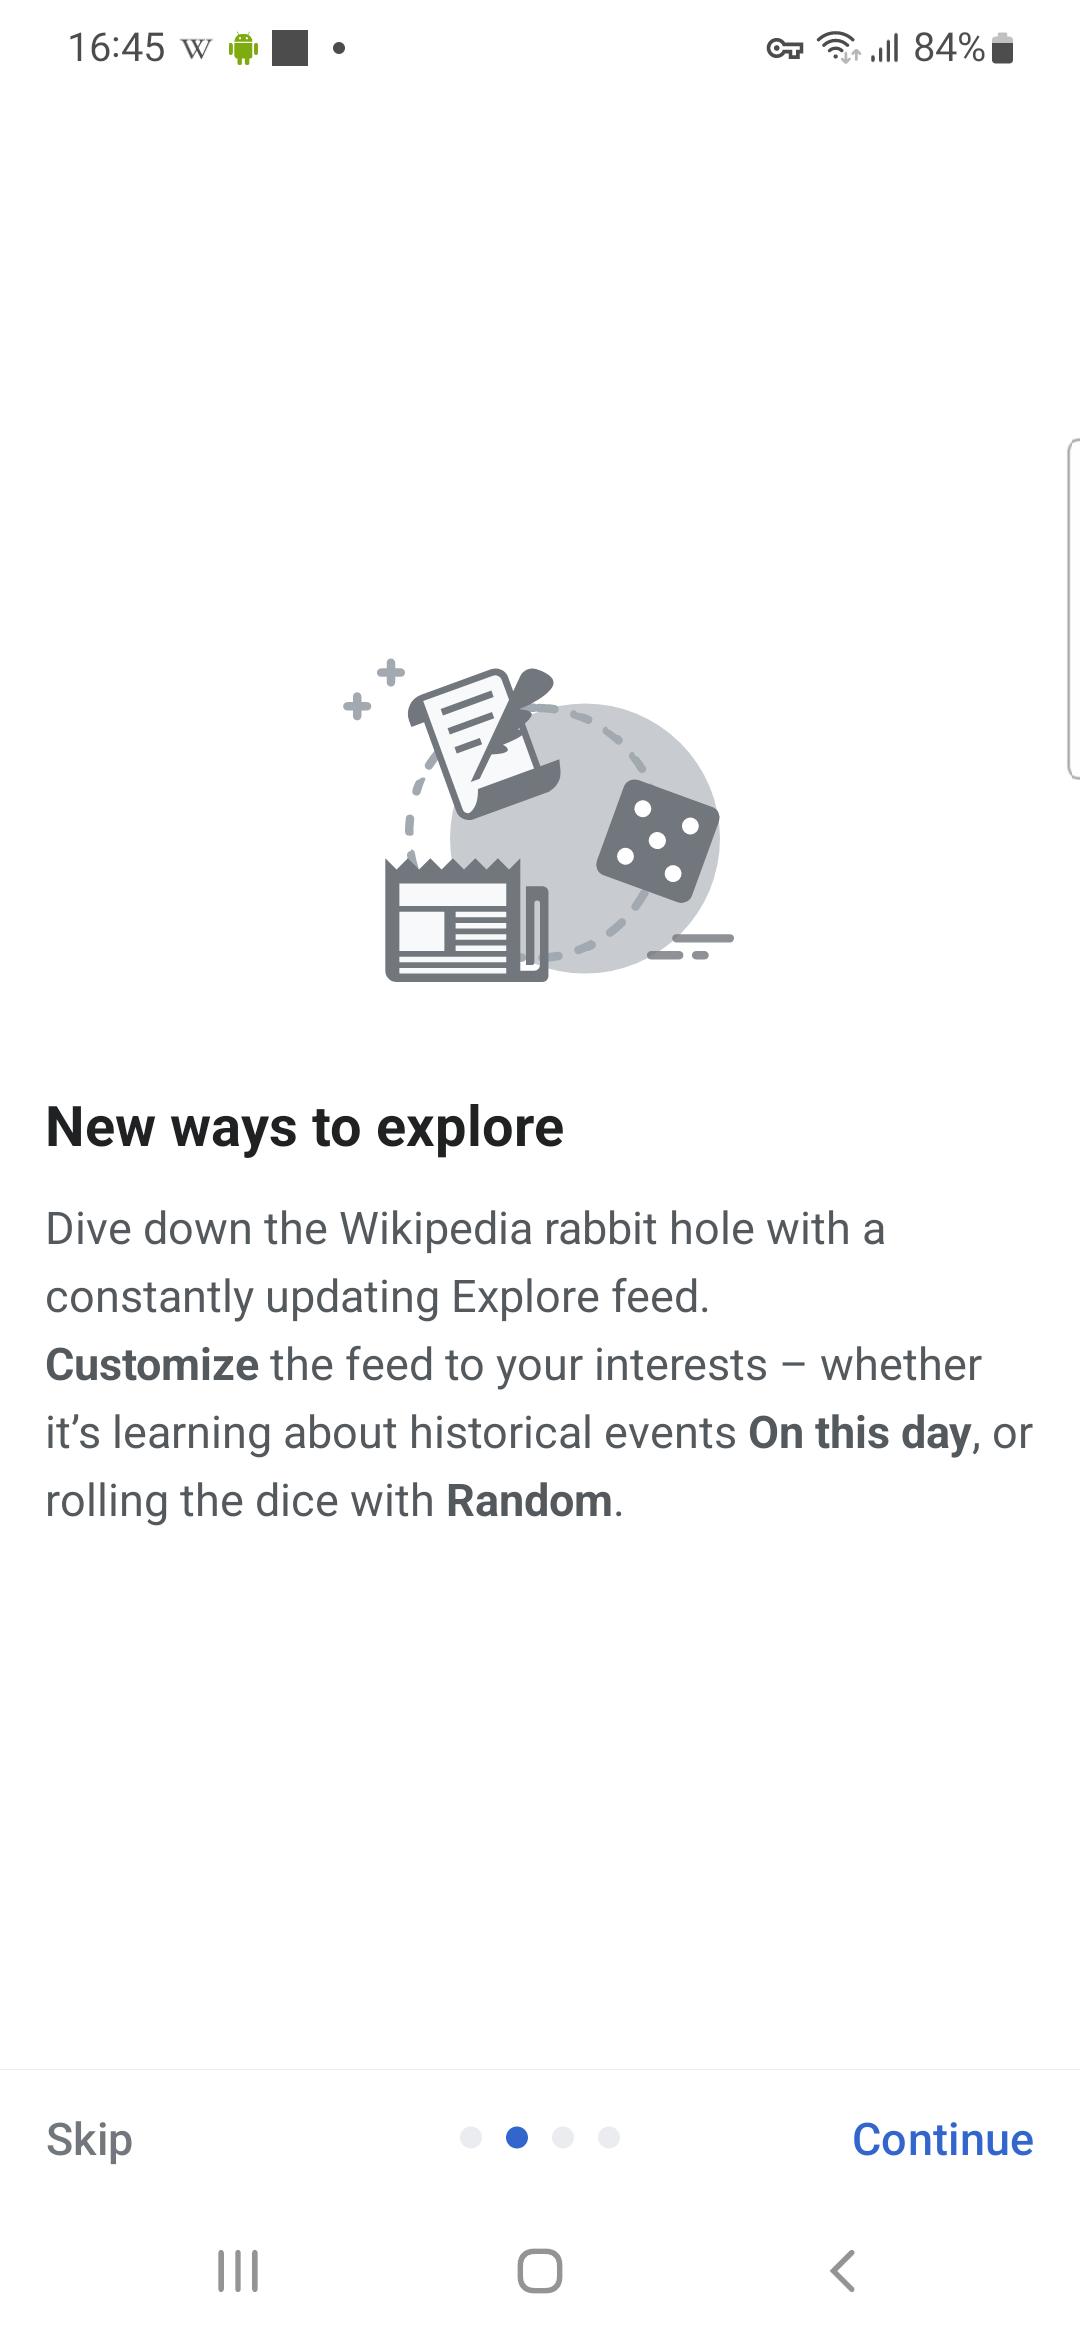 16:45 W 84%
New ways to explore
Dive down the Wikipedia rabbit hole with a
constantly updating Explore feed.
Customize the feed to your interests – whether
it’s learning about historical events On this day, or
rolling the dice with Random.
Skip Continue